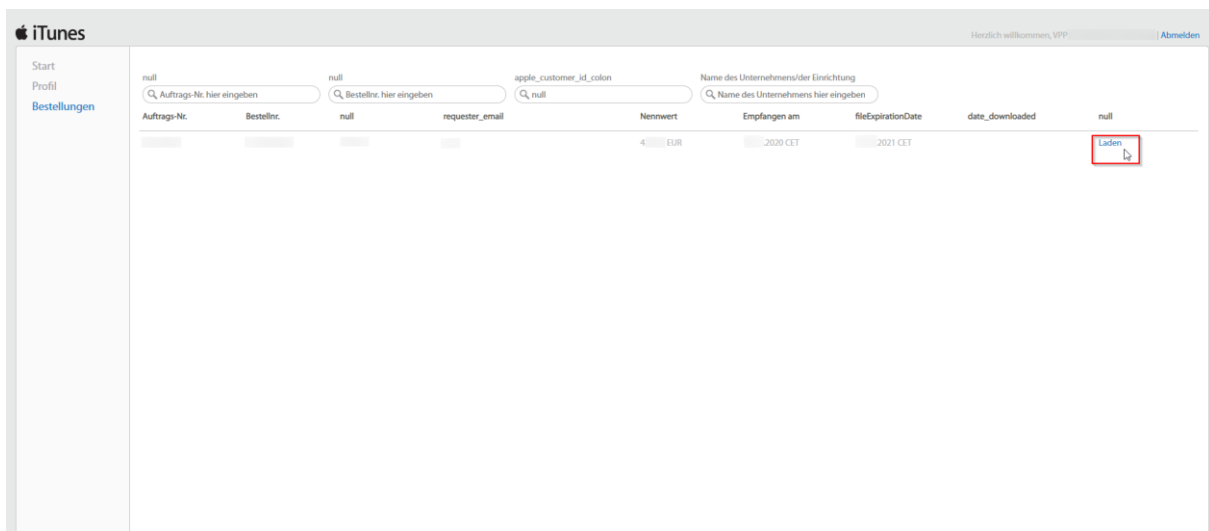 iTunes
Herzlich willkommen, VPP | Abmelden
Start
Profil
Bestellungen
null null apple_customer_id_colon Name des Unternehmens/der Einrichtung
Auftrags-Nr. hier eingeben Bestellnr. hier eingeben null Name des Unternehmens hier eingeben
Auftrags-Nr. Bestellnr. null requester_email Nennwert Empfangen am fileExpirationDate date_downloaded null
4 EUR .2020 CET 2021 CET Laden